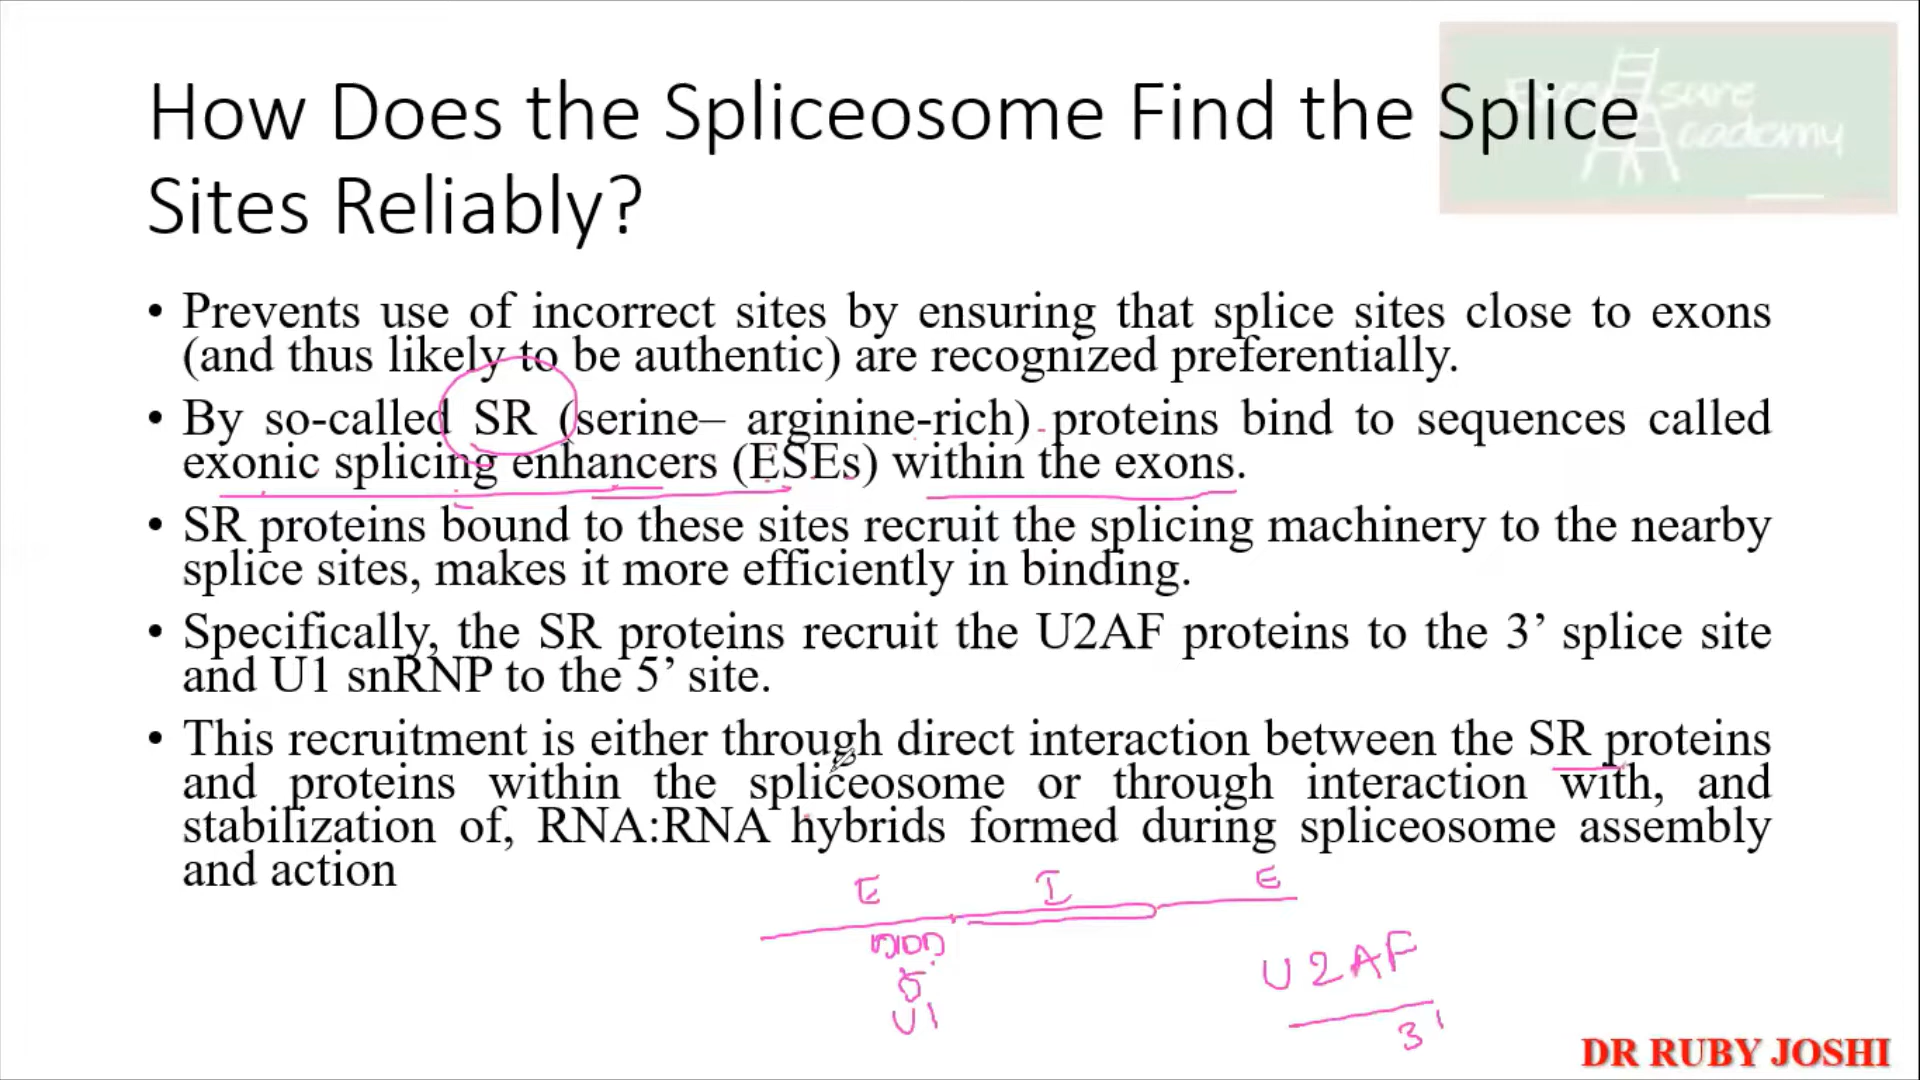 How Does the Spliceosome Find the Splice
Sites Reliably?
• Prevents use of incorrect sites by ensuring that splice sites close to exons
(and thus likely to be authentic) are recognized preferentially.
• By so-called SR (serine– arginine-rich) proteins bind to sequences called
exonic splicing enhancers (ESEs) within the exons.
• SR proteins bound to these sites recruit the splicing machinery to the nearby
splice sites, makes it more efficiently in binding.
• Specifically, the SR proteins recruit the U2AF proteins to the 3’ splice site
and U1 snRNP to the 5’ site.
• This recruitment is either through direct interaction between the SR proteins
and proteins within the spliceosome or through interaction with, and
stabilization of, RNA:RNA hybrids formed during spliceosome assembly
and action
E I E
U1
U2AF
3'
DR RUBY JOSHI